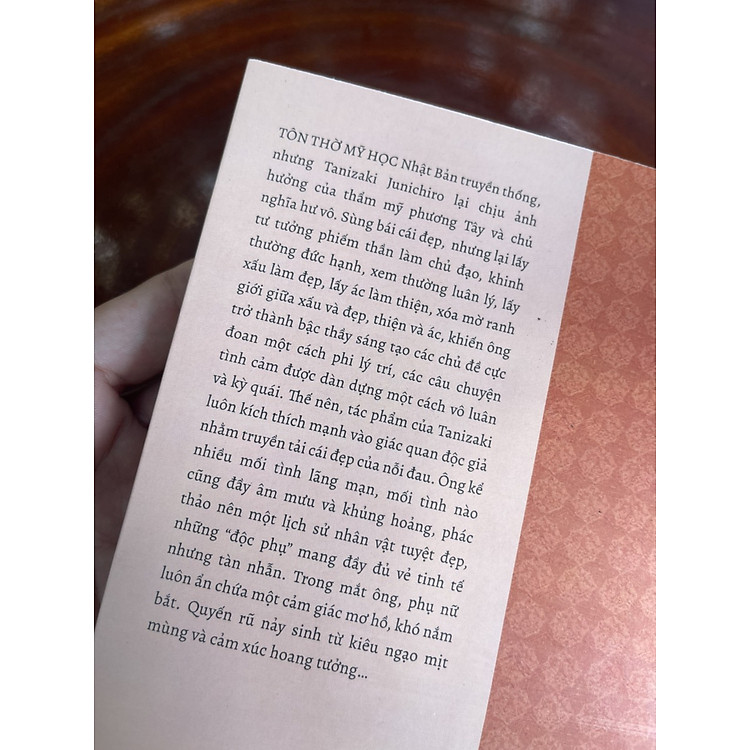 TÔN THỜ MỸ HỌC Nhật Bản truyền thống,
nhưng Tanizaki Junichiro lại chịu ảnh
hưởng của thẩm mỹ phương Tây và chủ
nghĩa hư vô. Sùng bái cái đẹp, nhưng lại lấy
tư tưởng phiếm thần làm chủ đạo, khinh
thường đức hạnh, xem thường luân lý, lấy
xấu làm đẹp, lấy ác làm thiện, xóa mờ ranh
giới giữa xấu và đẹp, thiện và ác, khiến ông
trở thành bậc thầy sáng tạo các chủ đề cực
đoan một cách phi lý trí, các câu chuyện
tình cảm được dàn dựng một cách vô luân
và kỳ quái. Thế nên, tác phẩm của Tanizaki
luôn kích thích mạnh vào giác quan độc giả
nhằm truyền tải cái đẹp của nỗi đau. Ông kể
nhiều mối tình lãng mạn, mối tình nào
cũng đầy âm mưu và khủng hoảng, phác
thảo nên một lịch sử nhân vật tuyệt đẹp,
những “độc phụ” mang đầy đủ vẻ tinh tế
nhưng tàn nhẫn. Trong mắt ông, phụ nữ
luôn ẩn chứa một cảm giác mơ hồ, khó nắm
bắt. Quyến rũ nảy sinh từ kiêu ngạo mịt
mùng và cảm xúc hoang tưởng...